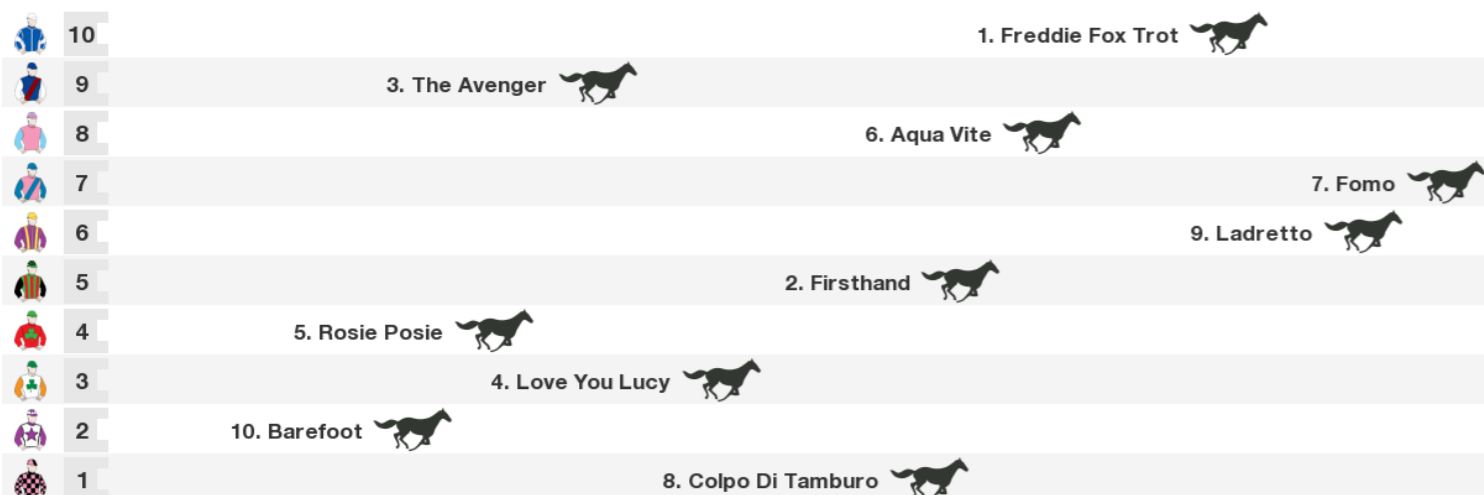 10 1. Freddie Fox Trot
9 3. The Avenger
8 6. Aqua Vite
7 7. Fomo
6 9. Ladretto
5 2. Firsthand
4 5. Rosie Posie
3 4. Love You Lucy
2 10. Barefoot
1 8. Colpo Di Tamburo